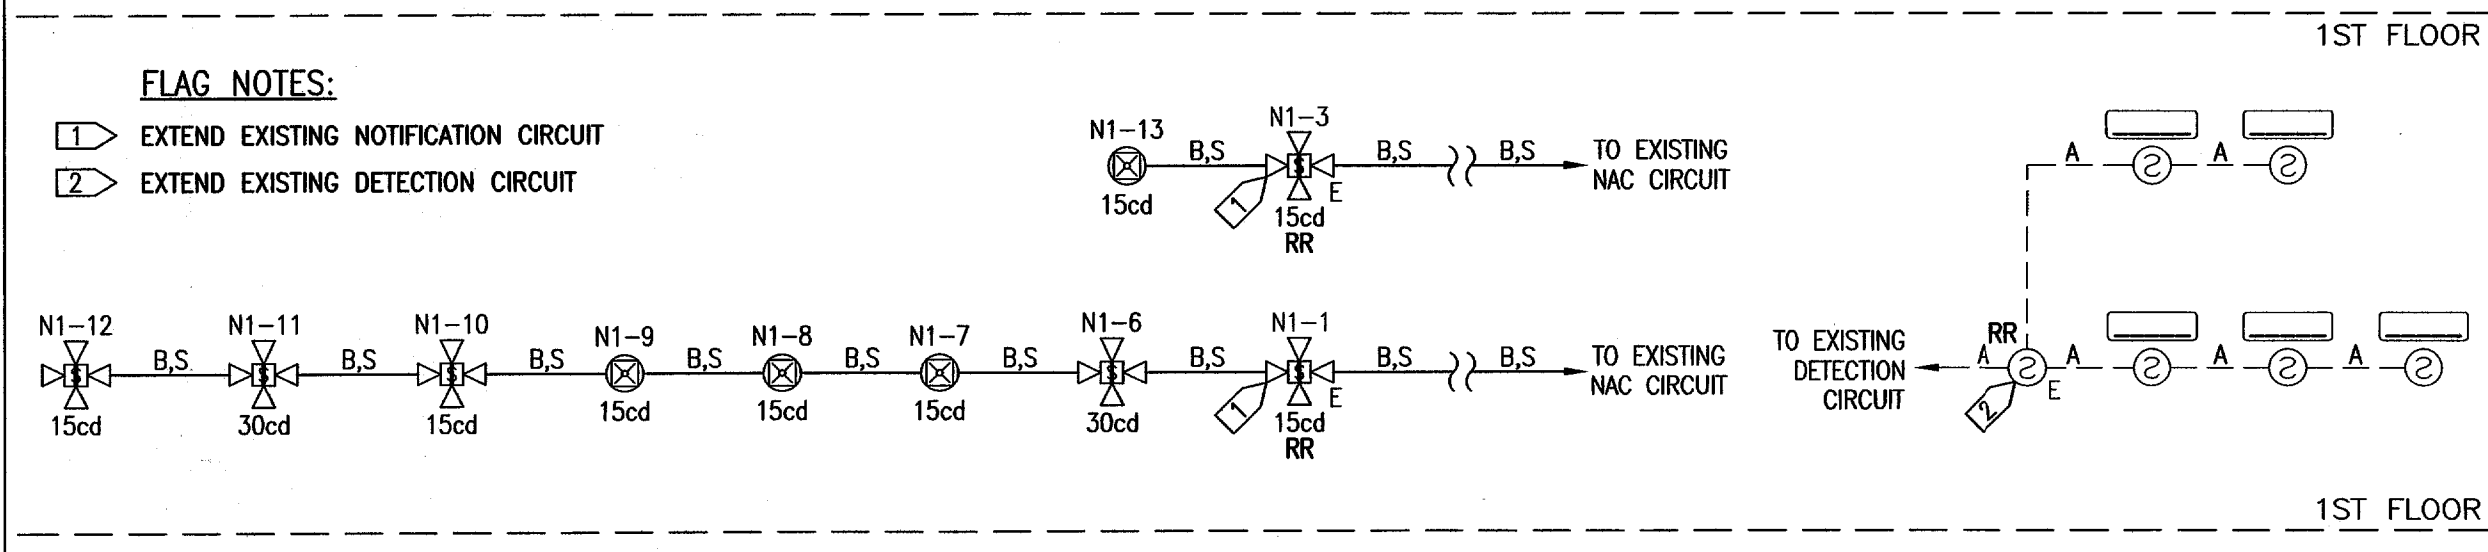 1ST FLOOR
FLAG NOTES:
1 EXTEND EXISTING NOTIFICATION CIRCUIT
2 EXTEND EXISTING DETECTION CIRCUIT
N1-13 B,S N1-3 B,S B,S TO EXISTING
NAC CIRCUIT
15cd 1 15cd E
RR
A A
S S
N1-12 B,S N1-11 B,S N1-10 B,S N1-9 B,S N1-8 B,S N1-7 B,S N1-6 B,S N1-1 B,S B,S TO EXISTING
NAC CIRCUIT
15cd 30cd 15cd 15cd 15cd 15cd 30cd 1 15cd E
RR
TO EXISTING
DETECTION
CIRCUIT
RR
A S A S A S A S
2 E
S S S S S S
1ST FLOOR